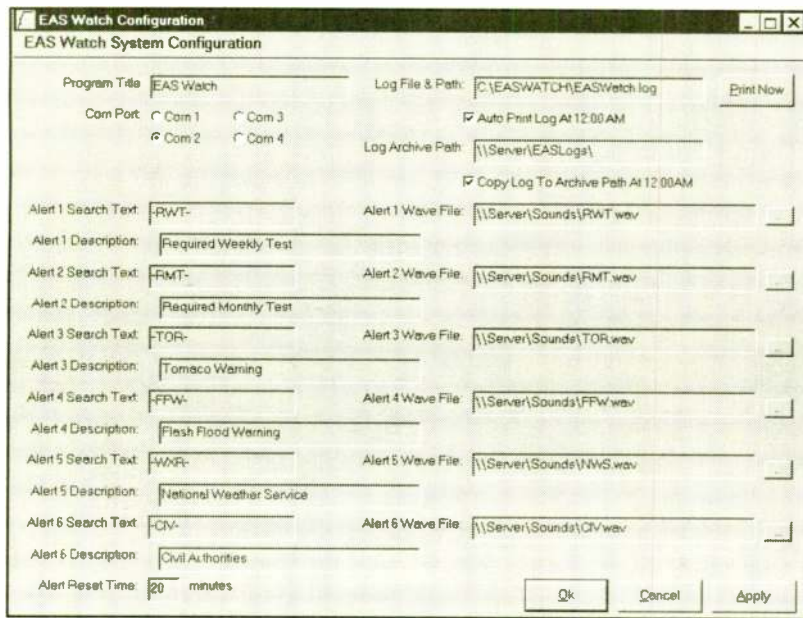 EAS Watch Configuration
EAS Watch System Configuration
Program Title EAS Watch Log File & Path: C:\EASWATCH\EASWatch.log Print Now
Com Port Com 1 Com 3 Auto Print Log At 12:00 AM
Com 2 Com 4 Log Archive Path \\Server\EASLogs\
Copy Log To Archive Path At 12:00AM
Alert 1 Search Text: -RWT- Alert 1 Wave File: \\Server\Sounds\RWT.wav ...
Alert 1 Description: Required Weekly Test
Alert 2 Search Text: -RMT- Alert 2 Wave File: \\Server\Sounds\RMT.wav ...
Alert 2 Description: Required Monthly Test
Alert 3 Search Text: -TOR- Alert 3 Wave File: \\Server\Sounds\TOR.wav ...
Alert 3 Description: Tornaco Warning
Alert 4 Search Text: -FFW- Alert 4 Wave File: \\Server\Sounds\FFW.wav ...
Alert 4 Description: Flash Flood Warning
Alert 5 Search Text: -WXR- Alert 5 Wave File: \\Server\Sounds\NWS.wav ...
Alert 5 Description: National Weather Service
Alert 6 Search Text -CIV- Alert 6 Wave File \\Server\Sounds\CIV.wav ...
Alert 6 Description: Civil Authorities
Alert Reset Time: 20 minutes Ok Cancel Apply